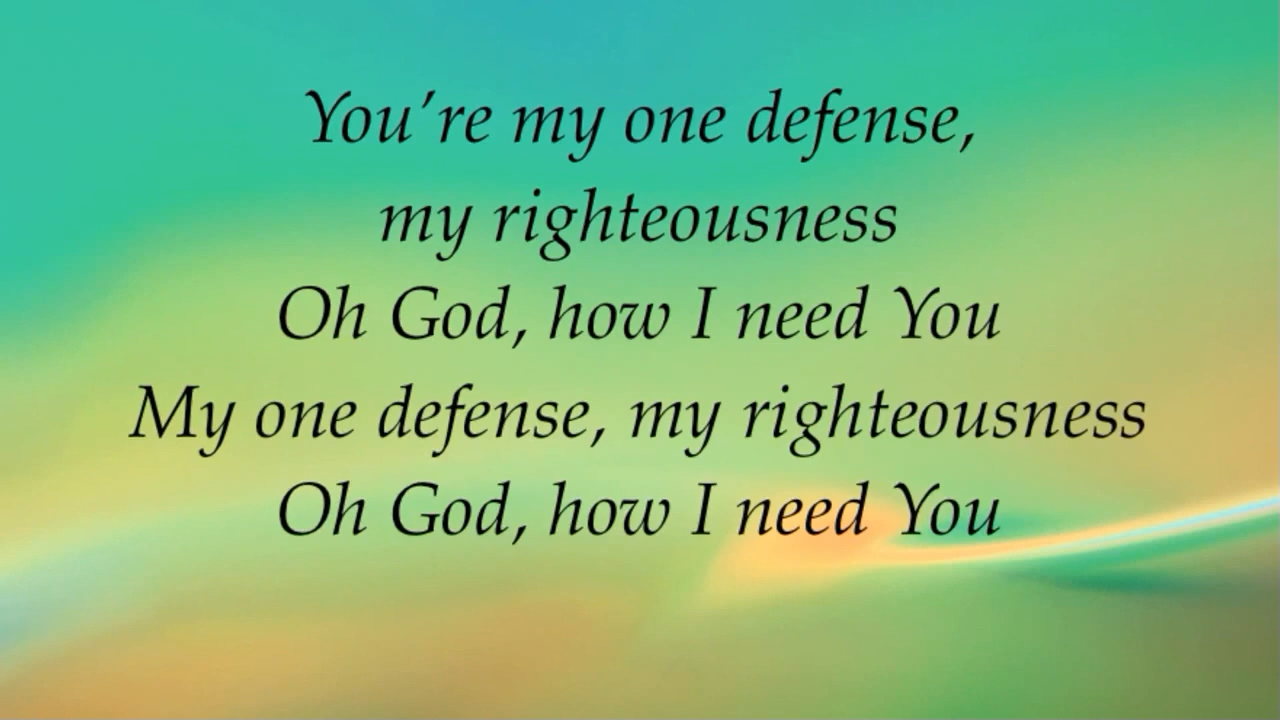 You’re my one defense,
my righteousness
Oh God, how I need You
My one defense, my righteousness
Oh God, how I need You